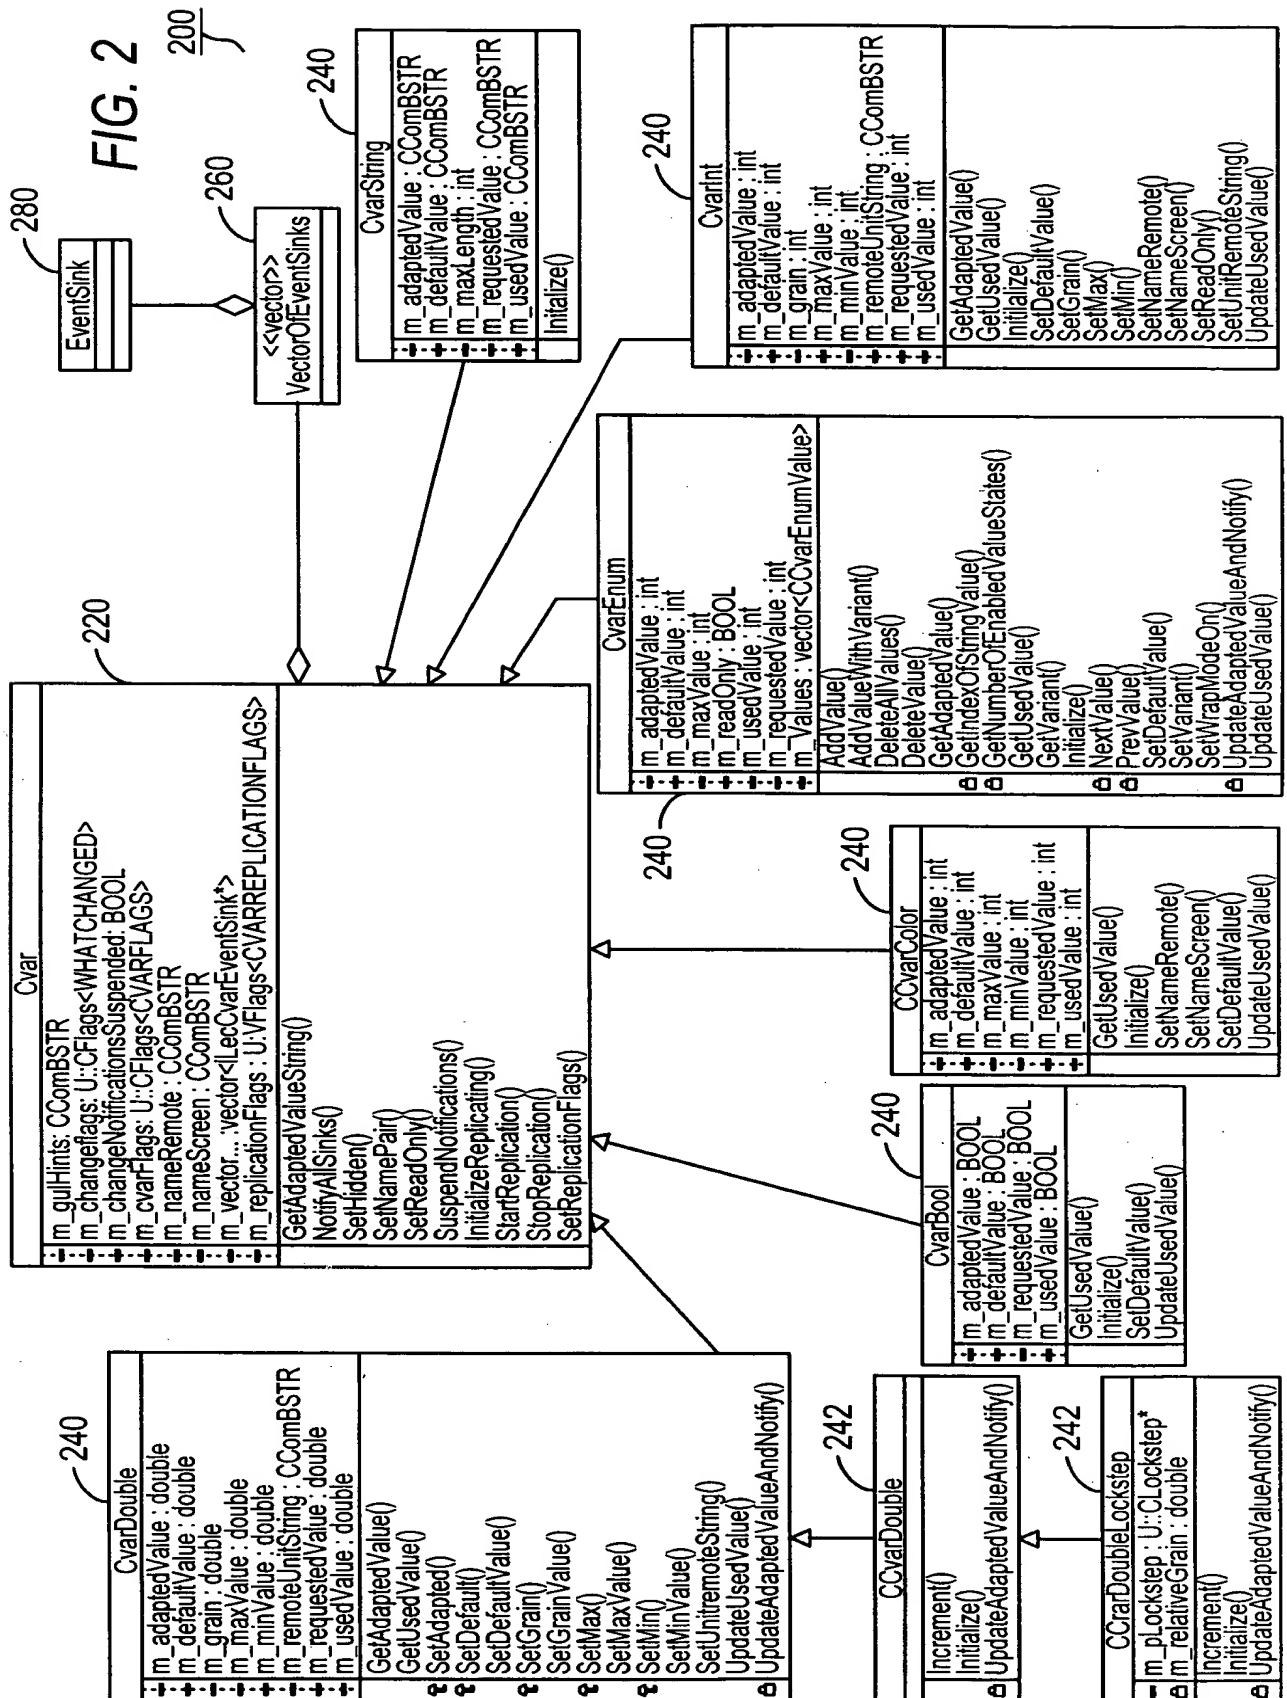 FIG. 2
200
280
EventSink
260
<<vector>>
VectorOfEventSinks
220
Cvar
m_guiHints: CComBSTR
m_changeflags: U::CFlags<WHATCHANGED>
m_changeNotificationsSuspended: BOOL
m_cvarFlags: U::CFlags<CVARFLAGS>
m_nameRemote : CComBSTR
m_nameScreen : CComBSTR
m_vector... :vector<ILecCvarEventSink*>
m_replicationFlags : U:VFlags<CVARREPLICATIONFLAGS>
GetAdaptedValueString()
NotifyAllSinks()
SetHidden()
SetNamePair()
SetReadOnly()
SuspendNotifications()
InitializeReplicating()
StartReplication()
StopReplication()
SetReplicationFlags()
240
CvarString
m_adaptedValue : CComBSTR
m_defaultValue : CComBSTR
m_maxLength : int
m_requestedValue : CComBSTR
m_usedValue : CComBSTR
Initalize()
240
CvarDouble
m_adaptedValue : double
m_defaultValue : double
m_grain : double
m_maxValue : double
m_minValue : double
m_remoteUnitString : CComBSTR
m_requestedValue : double
m_usedValue : double
GetAdaptedValue()
GetUsedValue()
SetAdapted()
SetDefault()
SetDefaultValue()
SetGrain()
SetGrainValue()
SetMax()
SetMaxValue()
SetMin()
SetMinValue()
SetUnitremoteString()
UpdateUsedValue()
UpdateAdaptedValueAndNotify()
242
CCvarDouble
Increment()
Initialize()
UpdateAdaptedValueAndNotify()
242
CCrarDoubleLockstep
m_pLockstep : U::CLockstep*
m_relativeGrain : double
Increment()
Initialize()
UpdateAdaptedValueAndNotify()
240
CvarBool
m_adaptedValue : BOOL
m_defaultValue : BOOL
m_requestedValue : BOOL
m_usedValue : BOOL
GetUsedValue()
Initialize()
SetDefaultValue()
UpdateUsedValue()
240
CCvarColor
m_adaptedValue : int
m_defaultValue : int
m_maxValue : int
m_minValue : int
m_requestedValue : int
m_usedValue : int
GetUsedValue()
Initialize()
SetNameRemote()
SetNameScreen()
SetDefaultValue()
UpdateUsedValue()
240
CvarEnum
m_adaptedValue : int
m_defaultValue : int
m_maxValue : int
m_readOnly : BOOL
m_usedValue : int
m_requestedValue : int
m_Values : vector<CCvarEnumValue>
AddValue()
AddValueWithVariant()
DeleteAllValues()
DeleteValue()
GetAdaptedValue()
GetIndexOfStringValue()
GetNumberOfEnabledValueStates()
GetUsedValue()
GetVariant()
Initialize()
NextValue()
PrevValue()
SetDefaultValue()
SetVariant()
SetWrapModeOn()
UpdateAdaptedValueAndNotify()
UpdateUsedValue()
240
CvarInt
m_adaptedValue : int
m_defaultValue : int
m_grain : int
m_maxValue : int
m_minValue : int
m_remoteUnitString : CComBSTR
m_requestedValue : int
m_usedValue : int
GetAdaptedValue()
GetUsedValue()
Initialize()
SetDefaultValue()
SetGrain()
SetMax()
SetMin()
SetNameRemote()
SetNameScreen()
SetReadOnly()
SetUnitRemoteString()
UpdateUsedValue()